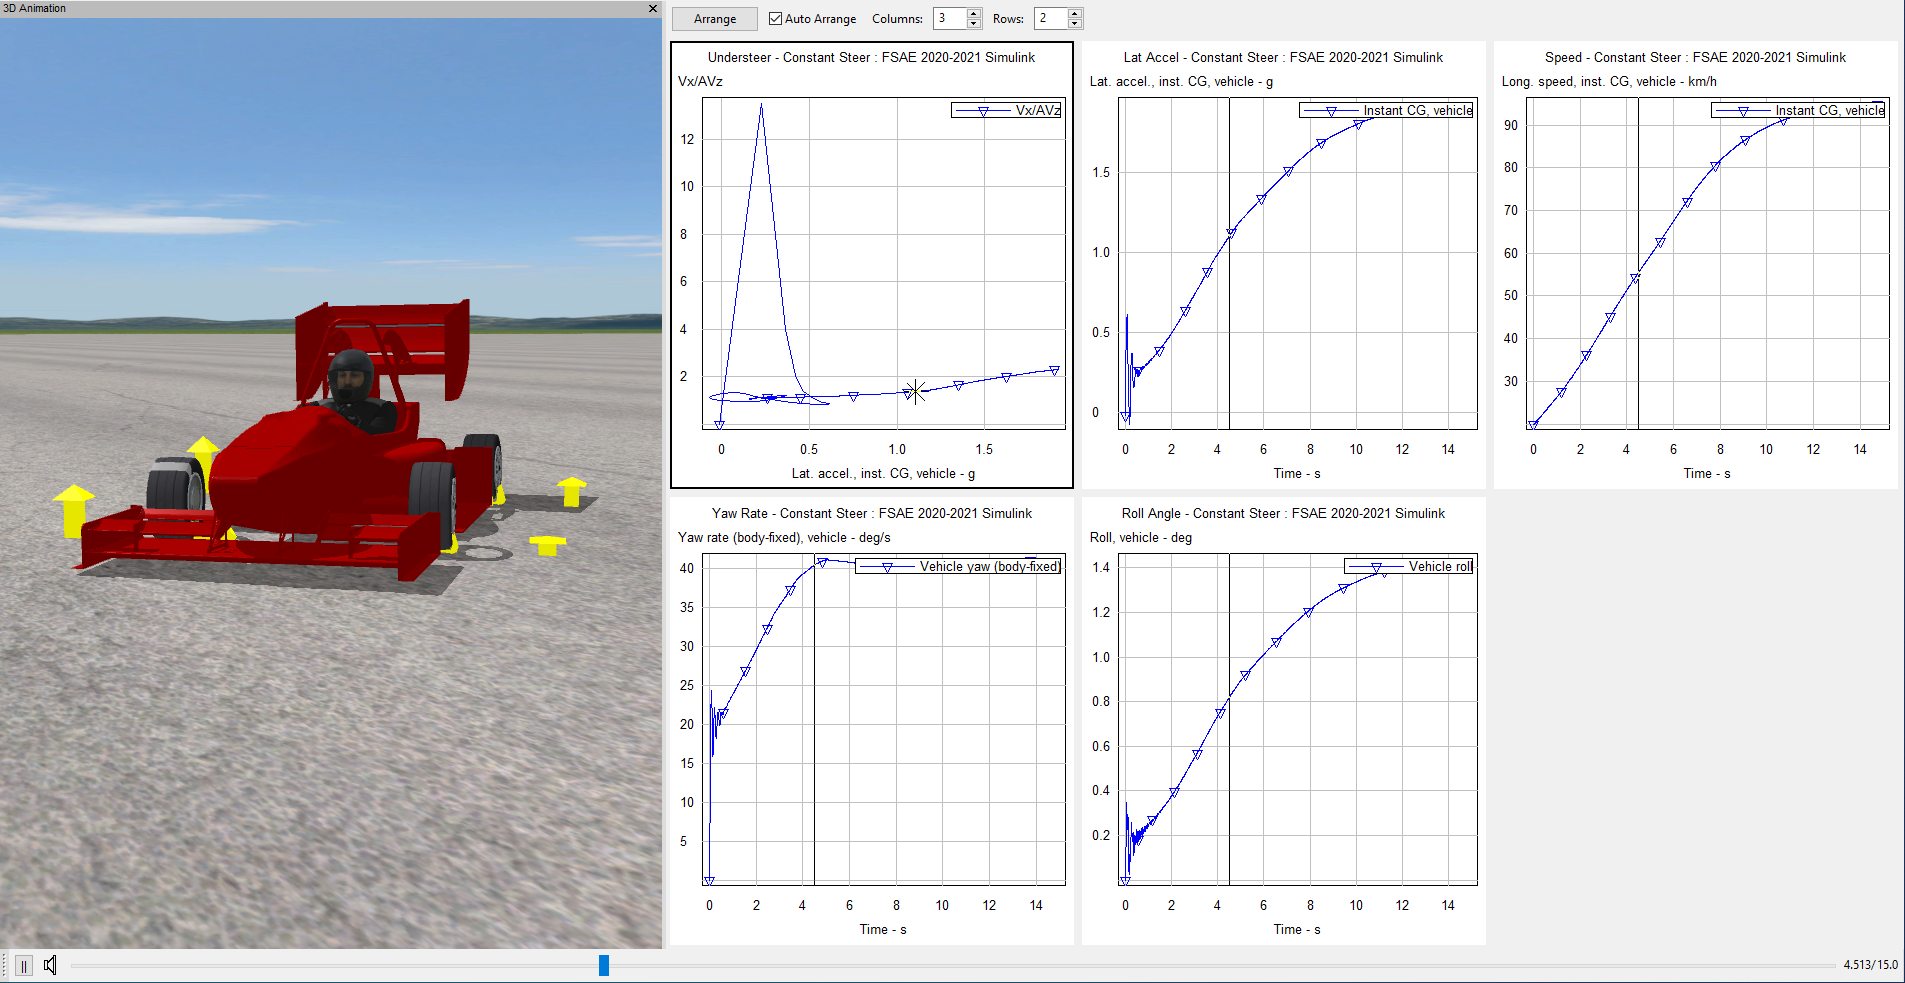 3D Animation
Arrange
Auto Arrange
Columns: 3
Rows: 2
Understeer - Constant Steer : FSAE 2020-2021 Simulink
Vx/AVz
Vx/AVz
12
10
8
6
4
2
0 0.5 1.0 1.5
Lat. accel., inst. CG, vehicle - g
Lat Accel - Constant Steer : FSAE 2020-2021 Simulink
Lat. accel., inst. CG, vehicle - g
Instant CG, vehicle
1.5
1.0
0.5
0
0 2 4 6 8 10 12 14
Time - s
Speed - Constant Steer : FSAE 2020-2021 Simulink
Long. speed, inst. CG, vehicle - km/h
Instant CG, vehicle
90
80
70
60
50
40
30
0 2 4 6 8 10 12 14
Time - s
Yaw Rate - Constant Steer : FSAE 2020-2021 Simulink
Yaw rate (body-fixed), vehicle - deg/s
Vehicle yaw (body-fixed)
40
35
30
25
20
15
10
5
0 2 4 6 8 10 12 14
Time - s
Roll Angle - Constant Steer : FSAE 2020-2021 Simulink
Roll, vehicle - deg
Vehicle roll
1.4
1.2
1.0
0.8
0.6
0.4
0.2
0 2 4 6 8 10 12 14
Time - s
4.513/15.0